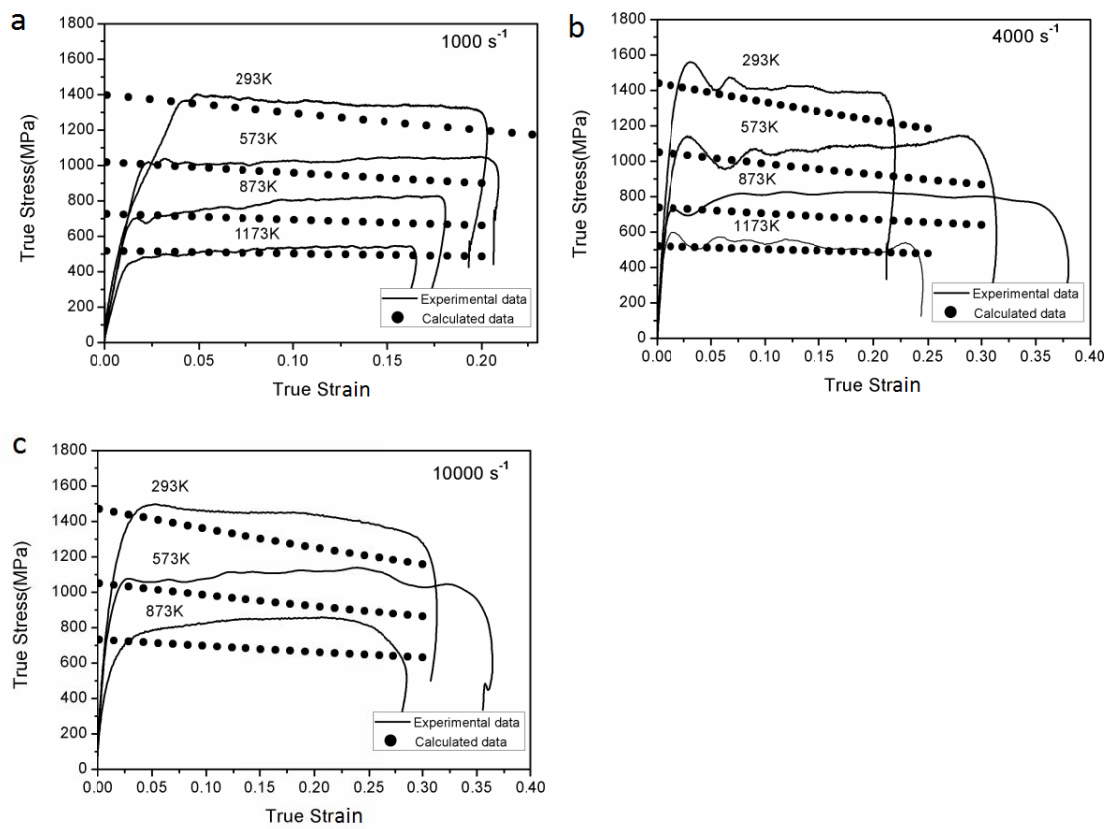 a
1000 s-1
True Stress(MPa)
1800
1600
1400
1200
1000
800
600
400
200
0
293K
573K
873K
1173K
Experimental data
Calculated data
0.00 0.05 0.10 0.15 0.20
True Strain
b
4000 s-1
True Stress(MPa)
1800
1600
1400
1200
1000
800
600
400
200
0
293K
573K
873K
1173K
Experimental data
Calculated data
0.00 0.05 0.10 0.15 0.20 0.25 0.30 0.35 0.40
True Strain
c
10000 s-1
True Stress(MPa)
1800
1600
1400
1200
1000
800
600
400
200
0
293K
573K
873K
Experimental data
Calculated data
0.00 0.05 0.10 0.15 0.20 0.25 0.30 0.35 0.40
True Strain